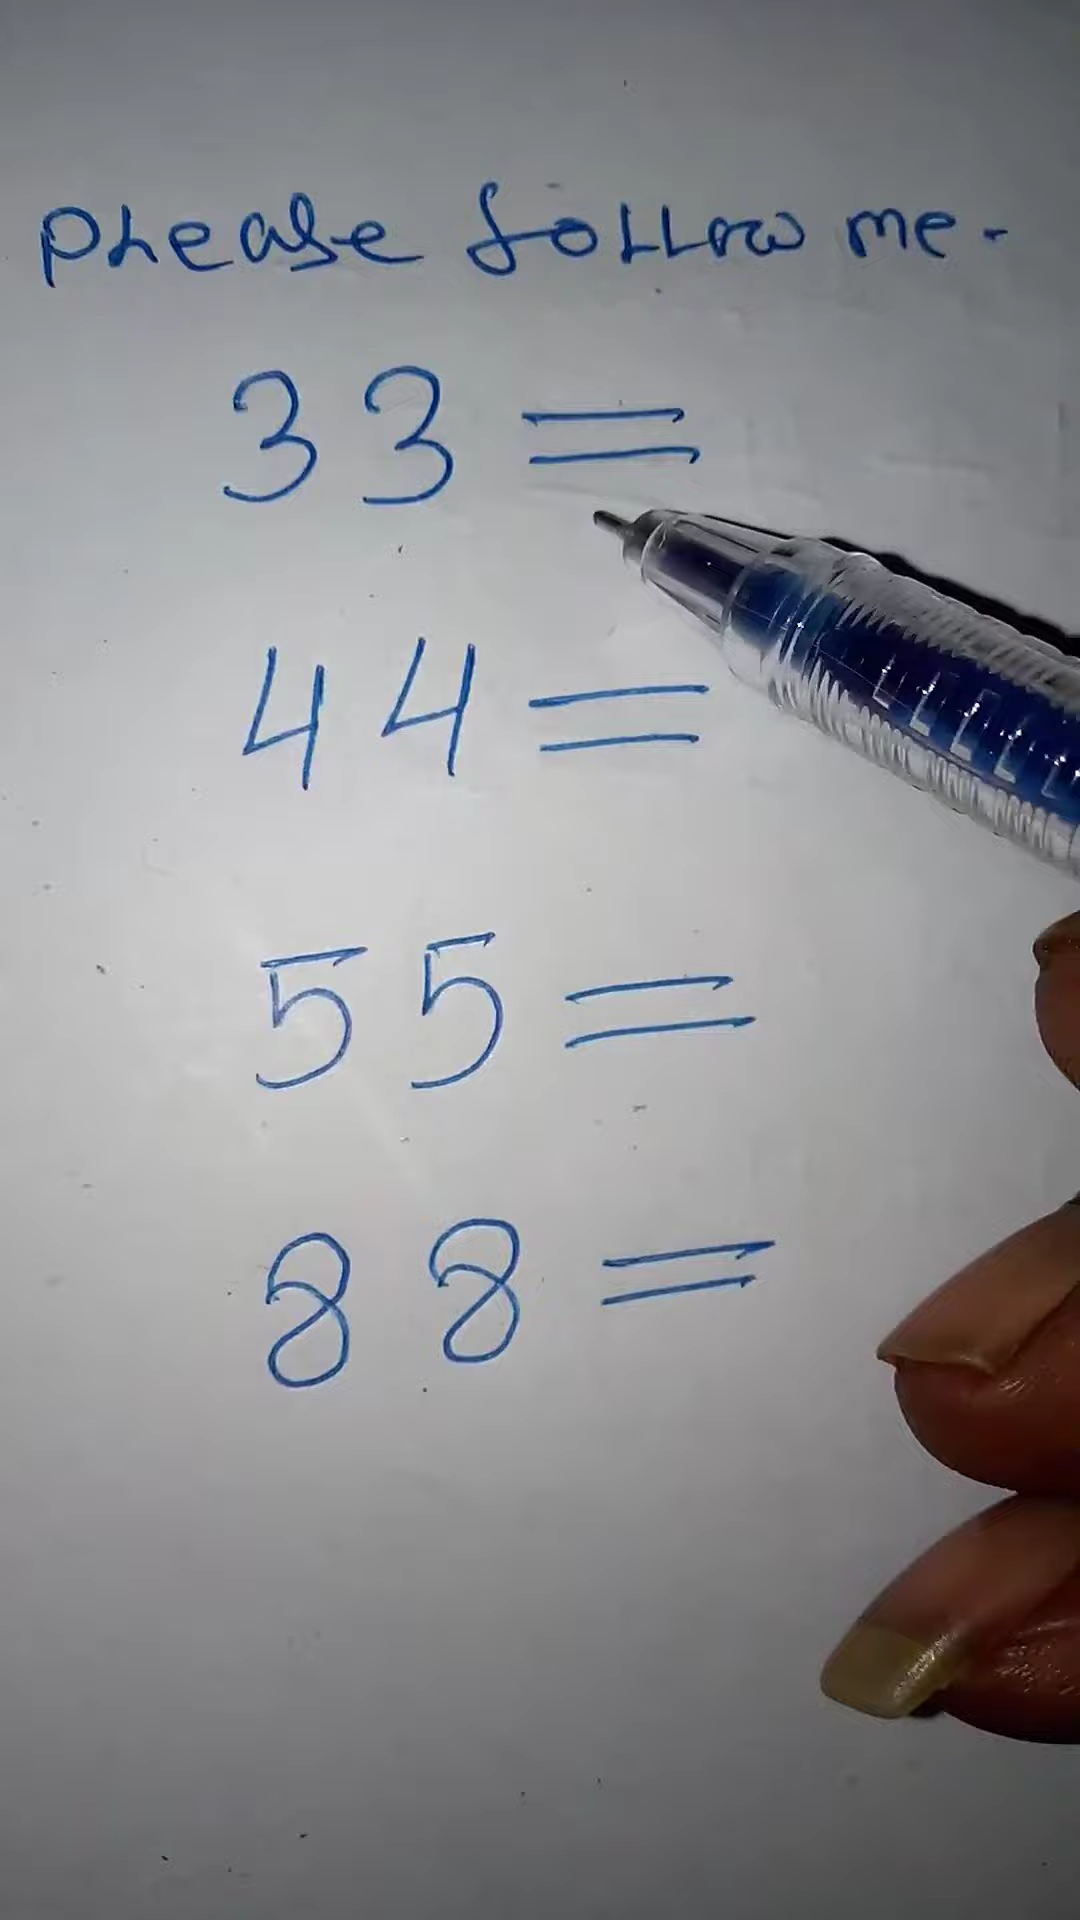 please follow me.
33=
44=
55=
88=